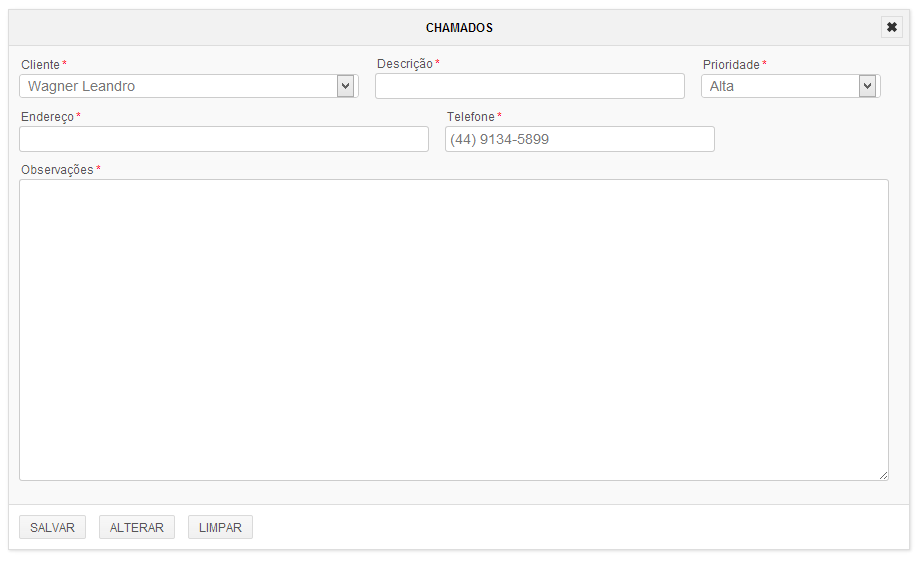 CHAMADOS
Cliente * Descrição * Prioridade *
Wagner Leandro Alta
Endereço * Telefone *
(44) 9134-5899
Observações *
SALVAR ALTERAR LIMPAR